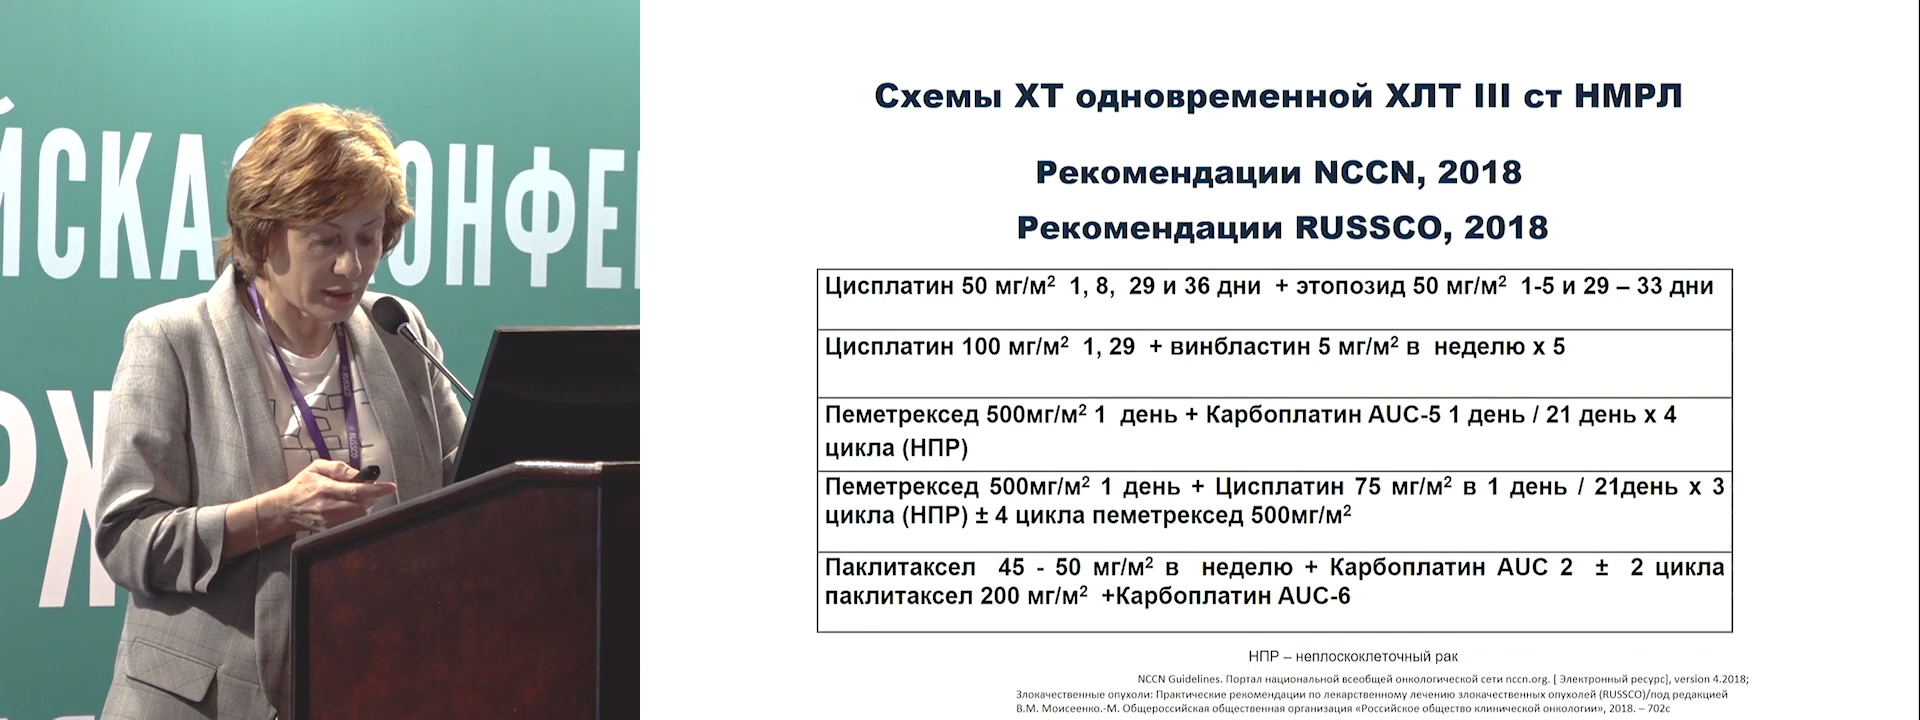 ЙСКА
ОНФЕ
РЖ
RUSSCO
RUSSCO
Схемы ХТ одновременной ХЛТ III ст НМРЛ
Рекомендации NCCN, 2018
Рекомендации RUSSCO, 2018
Цисплатин 50 мг/м² 1, 8, 29 и 36 дни + этопозид 50 мг/м² 1-5 и 29 – 33 дни
Цисплатин 100 мг/м² 1, 29 + винбластин 5 мг/м² в неделю x 5
Пеметрексед 500мг/м² 1 день + Карбоплатин AUC-5 1 день / 21 день х 4
цикла (НПР)
Пеметрексед 500мг/м² 1 день + Цисплатин 75 мг/м² в 1 день / 21день х 3
цикла (НПР) ± 4 цикла пеметрексед 500мг/м²
Паклитаксел 45 - 50 мг/м² в неделю + Карбоплатин AUC 2 ± 2 цикла
паклитаксел 200 мг/м² +Карбоплатин AUC-6
НПР – неплоскоклеточный рак
NCCN Guidelines. Портал национальной всеобщей онкологической сети nccn.org. [ Электронный ресурс], version 4.2018;
Злокачественные опухоли: Практические рекомендации по лекарственному лечению злокачественных опухолей (RUSSCO)/под редакцией
В.М. Моисеенко.-М. Общероссийская общественная организация «Российское общество клинической онкологии», 2018. – 702с